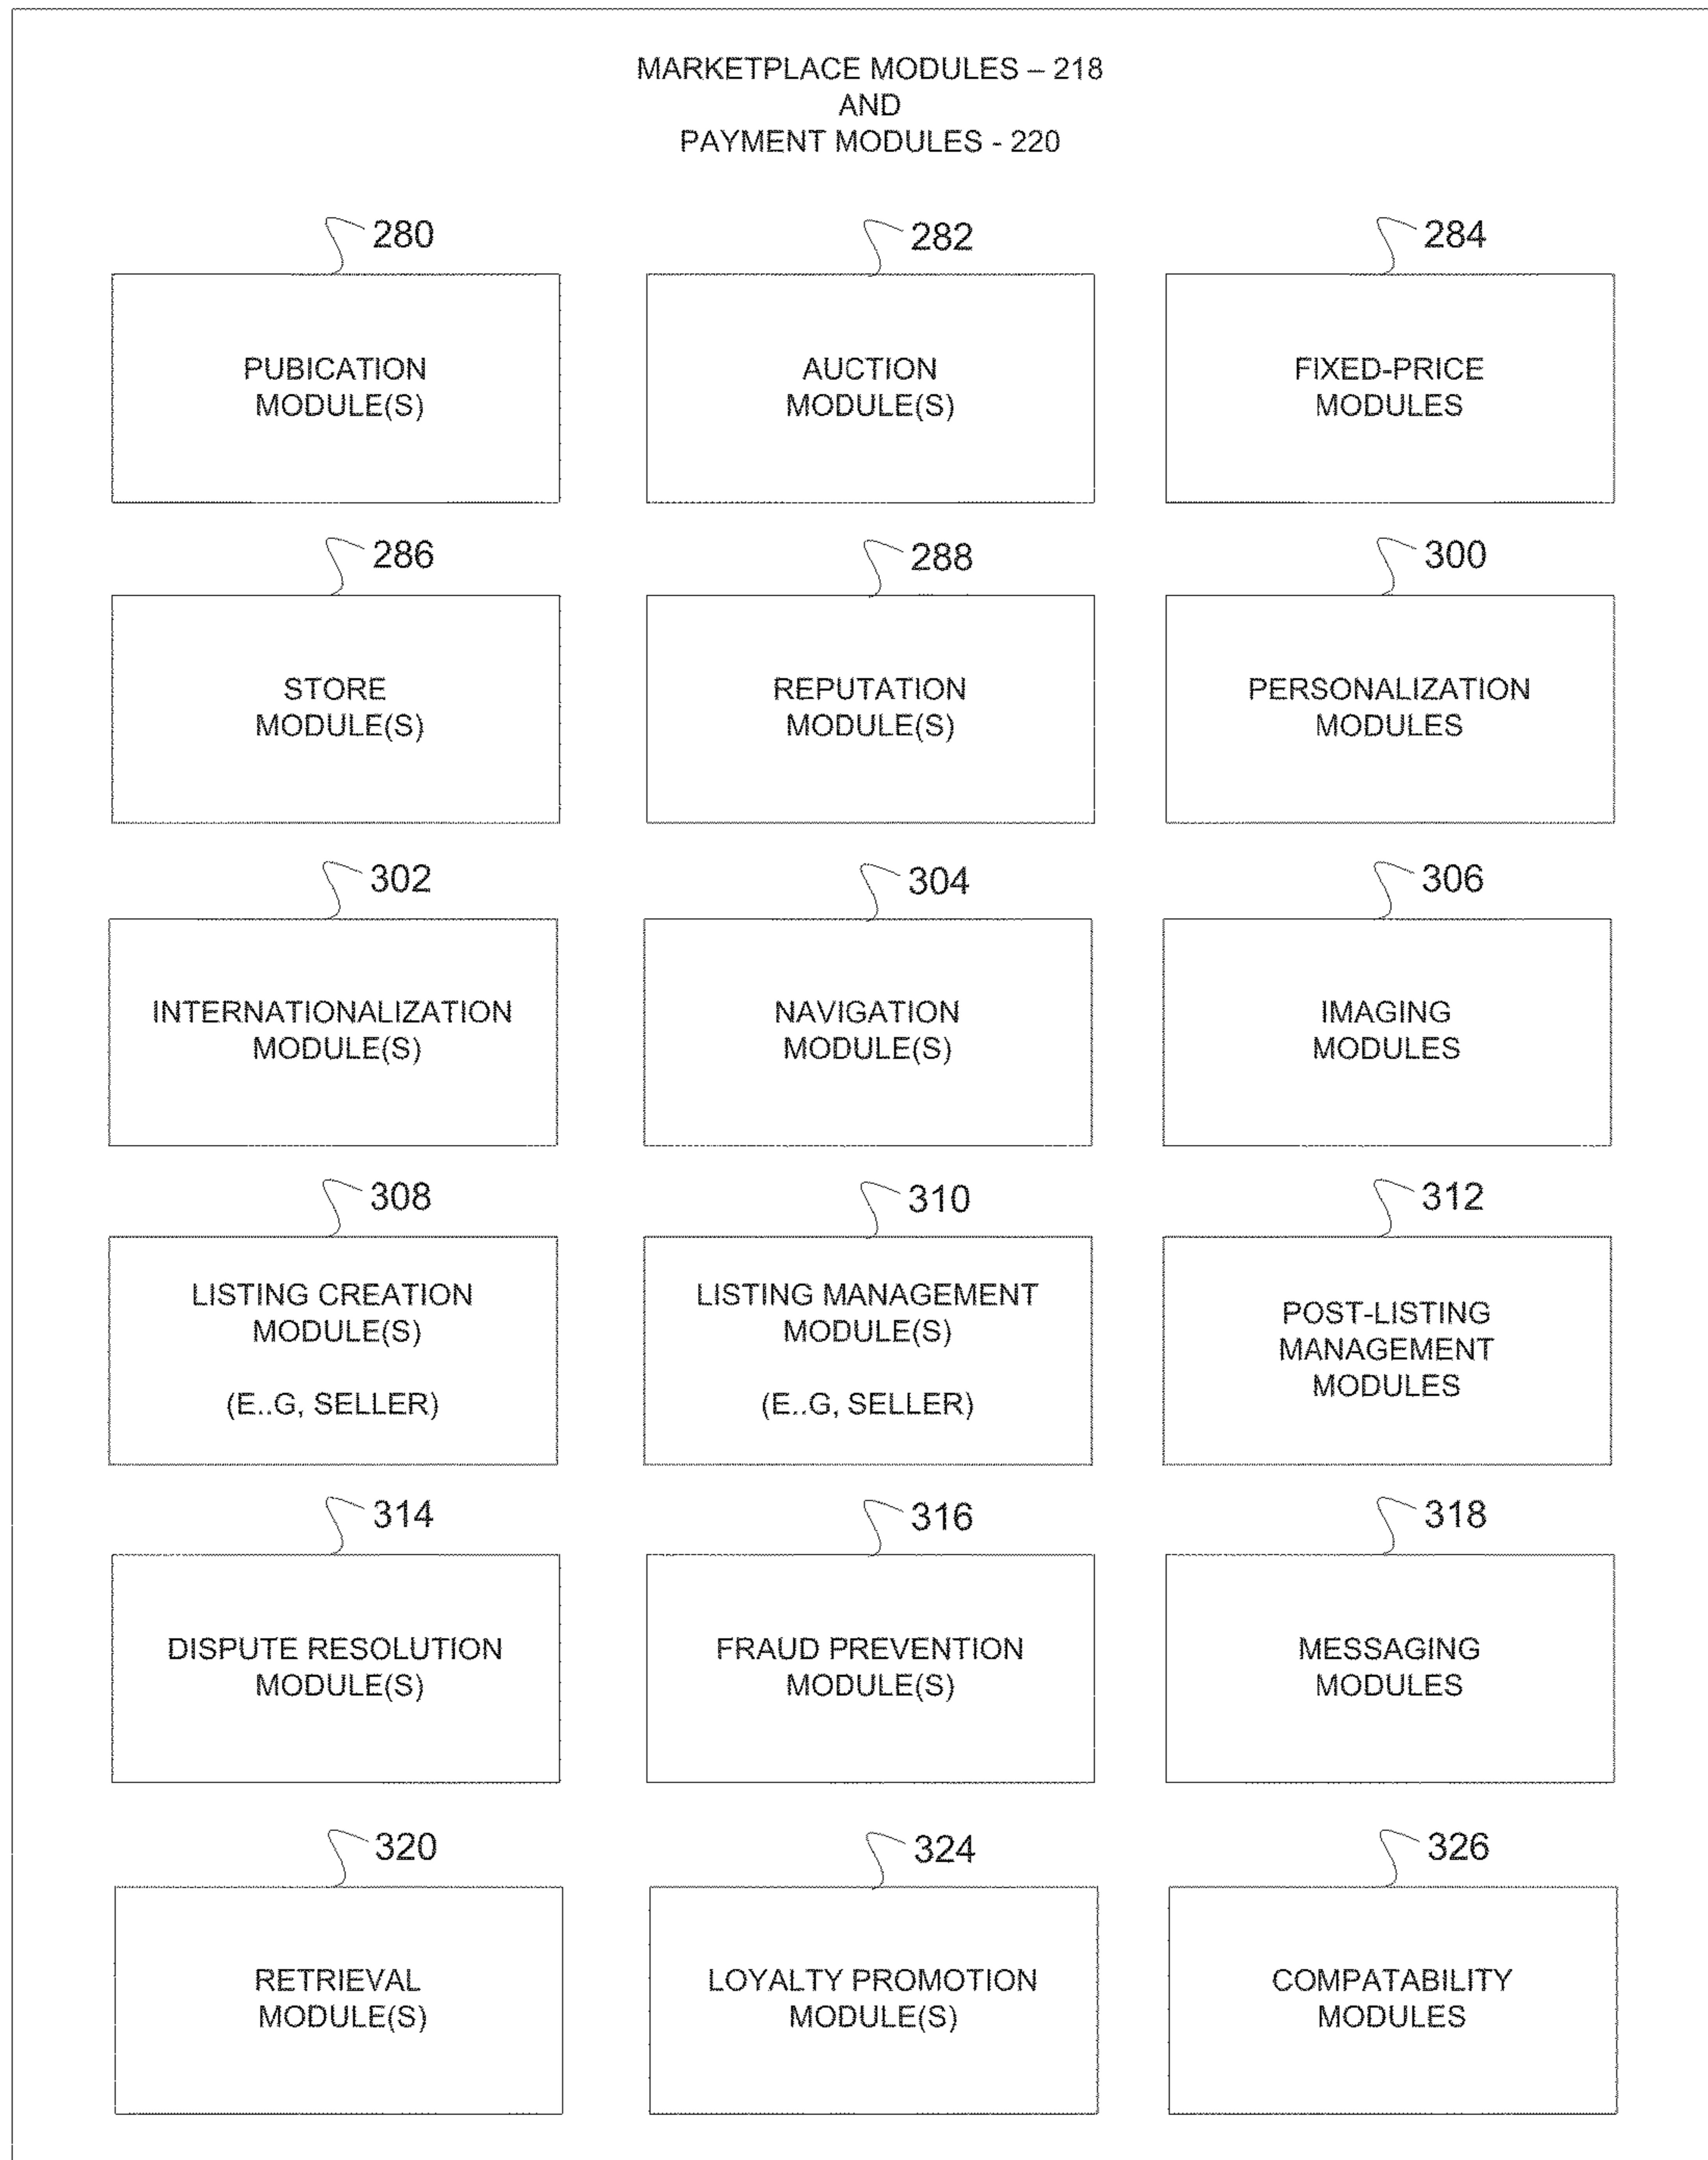 MARKETPLACE MODULES – 218
AND
PAYMENT MODULES - 220
280
282
284
PUBICATION
MODULE(S)
AUCTION
MODULE(S)
FIXED-PRICE
MODULES
286
288
300
STORE
MODULE(S)
REPUTATION
MODULE(S)
PERSONALIZATION
MODULES
302
304
306
INTERNATIONALIZATION
MODULE(S)
NAVIGATION
MODULE(S)
IMAGING
MODULES
308
310
312
LISTING CREATION
MODULE(S)
(E..G, SELLER)
LISTING MANAGEMENT
MODULE(S)
(E..G, SELLER)
POST-LISTING
MANAGEMENT
MODULES
314
316
318
DISPUTE RESOLUTION
MODULE(S)
FRAUD PREVENTION
MODULE(S)
MESSAGING
MODULES
320
324
326
RETRIEVAL
MODULE(S)
LOYALTY PROMOTION
MODULE(S)
COMPATABILITY
MODULES